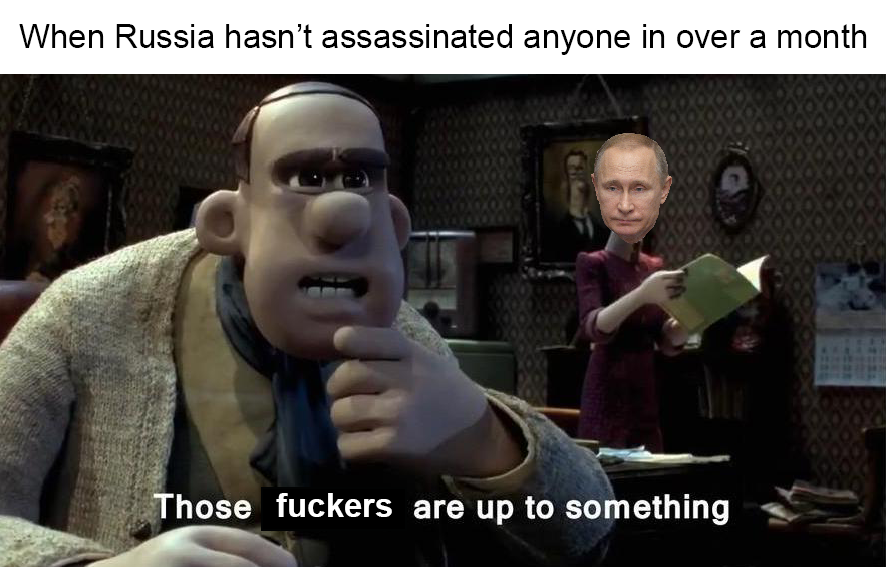 When Russia hasn’t assassinated anyone in over a month
Those fuckers are up to something